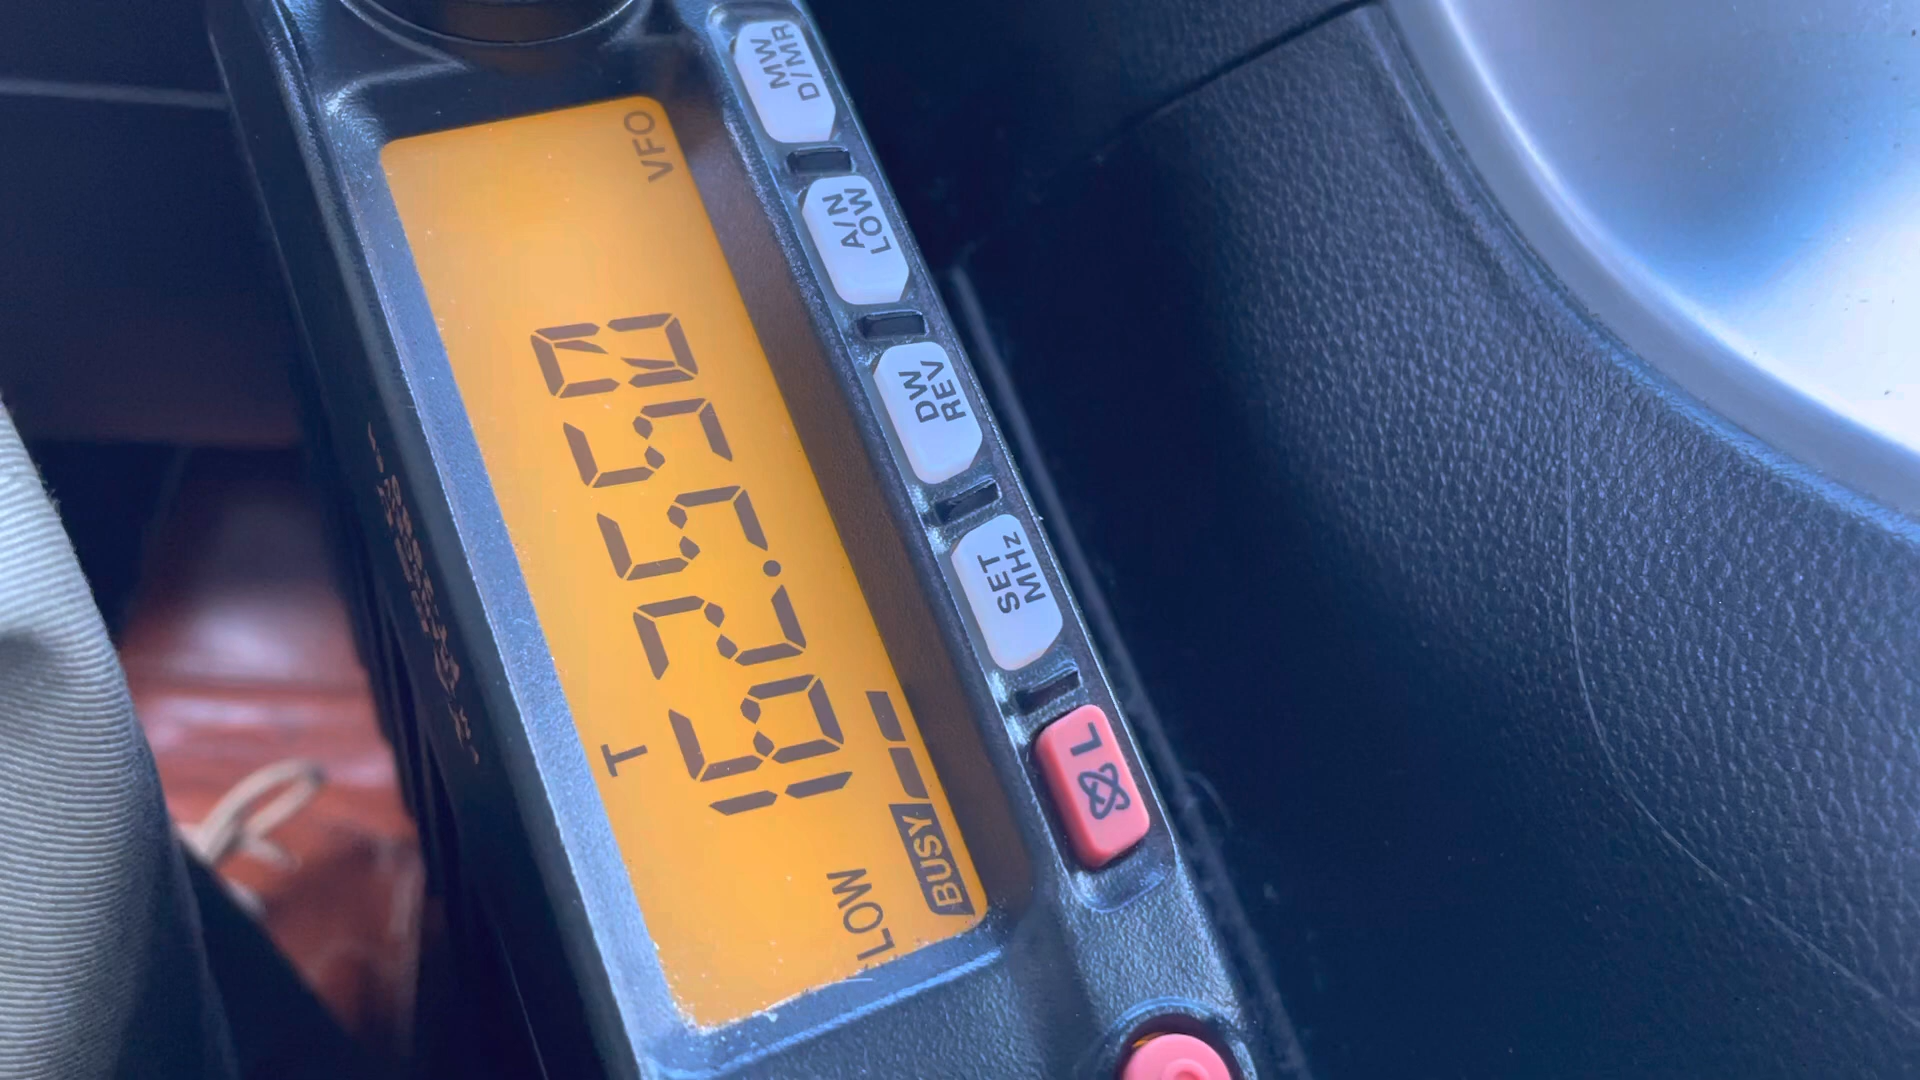 T
162.550
VFO
LOW
BUSY
L
SET
MHz
DW
REV
A/N
LOW
MW
D/MR